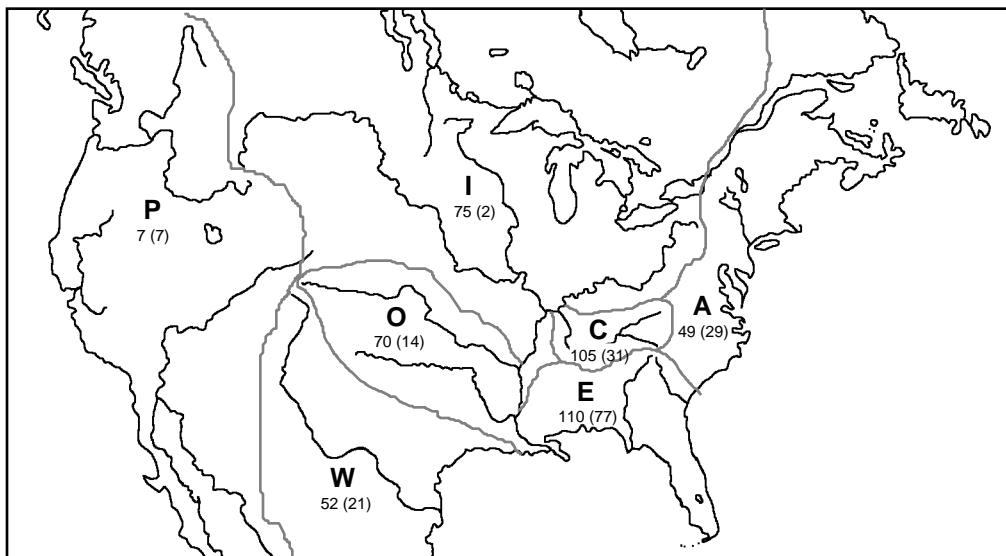 I
75 (2)
P
7 (7)
A
49 (29)
O
70 (14)
C
105 (31)
E
110 (77)
W
52 (21)